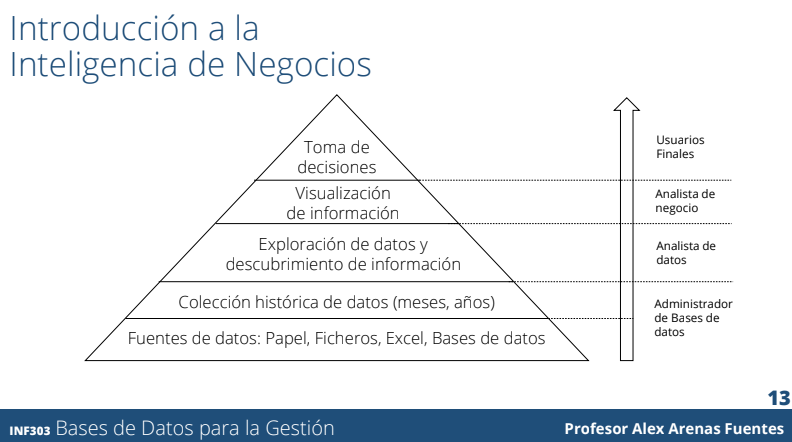 Introducción a la
Inteligencia de Negocios
Toma de
decisiones
Visualización
de información
Exploración de datos y
descubrimiento de información
Colección histórica de datos (meses, años)
Fuentes de datos: Papel, Ficheros, Excel, Bases de datos
Usuarios
Finales
Analista de
negocio
Analista de
datos
Administrador
de Bases de
datos
13
INF303 Bases de Datos para la Gestión
Profesor Alex Arenas Fuentes